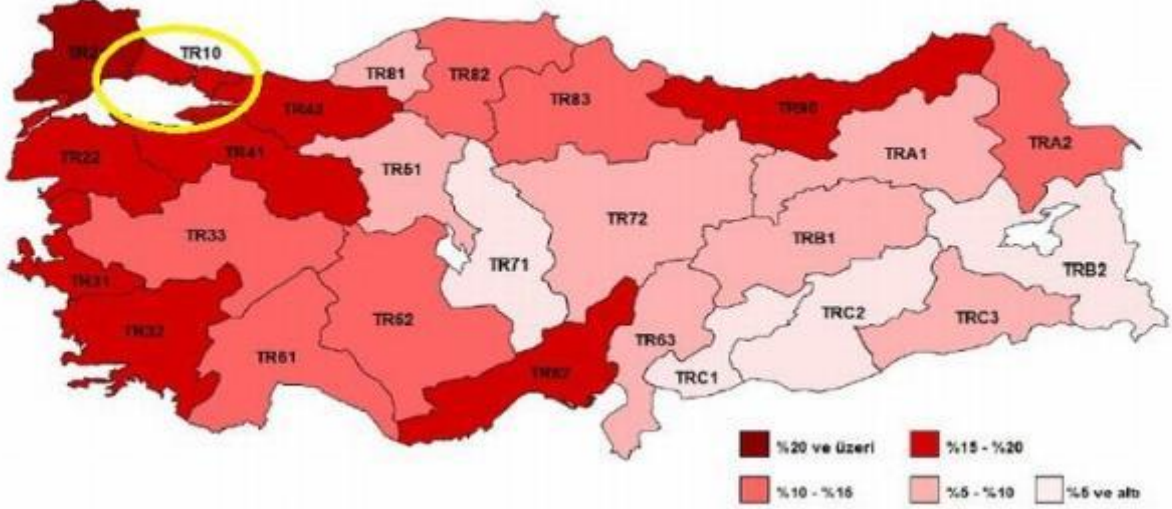 TR10
TR21
TR81
TR82
TR83
TR90
TR42
TRA2
TRA1
TR22
TR41
TR51
TR72
TR33
TRB1
TR71
TRB2
TR31
TRC2
TR32
TR52
TRC3
TR63
TR61
TR62
TRC1
%20 ve üzeri
%15 - %20
%10 - %15
%5 - %10
%5 ve altı